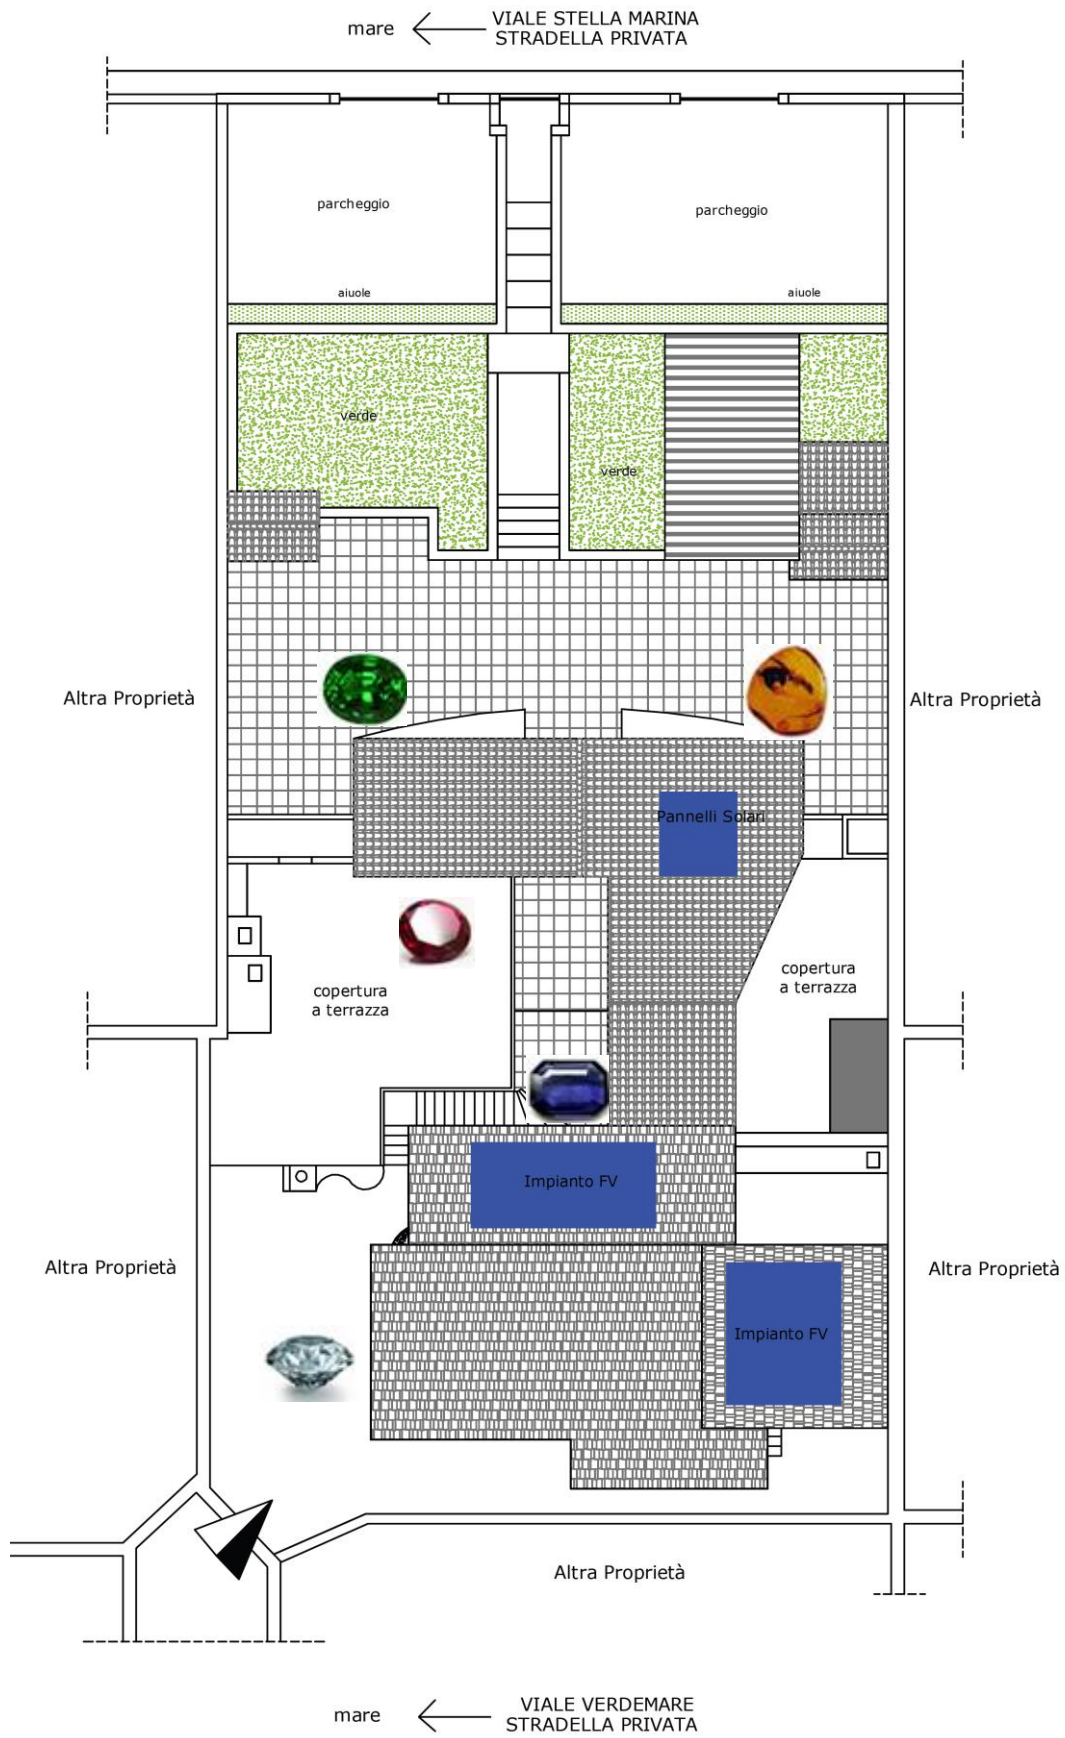 mare
VIALE STELLA MARINA
STRADELLA PRIVATA
parcheggio
parcheggio
aiuole
aiuole
verde
verde
Altra Proprietà
Altra Proprietà
Pannelli Solari
copertura
a terrazza
copertura
a terrazza
Impianto FV
Altra Proprietà
Altra Proprietà
Impianto FV
Altra Proprietà
mare
VIALE VERDEMARE
STRADELLA PRIVATA